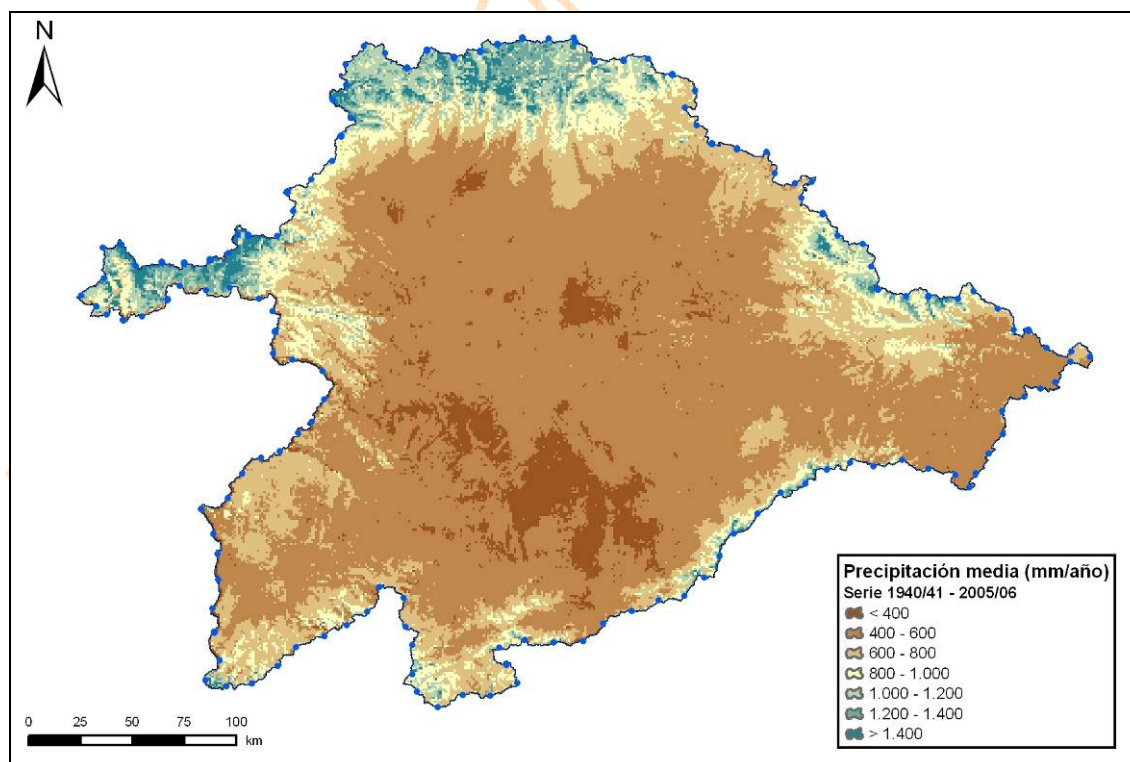 N
Precipitación media (mm/año)
Serie 1940/41 - 2005/06
< 400
400 - 600
600 - 800
800 - 1.000
1.000 - 1.200
1.200 - 1.400
> 1.400
0 25 50 75 100
km